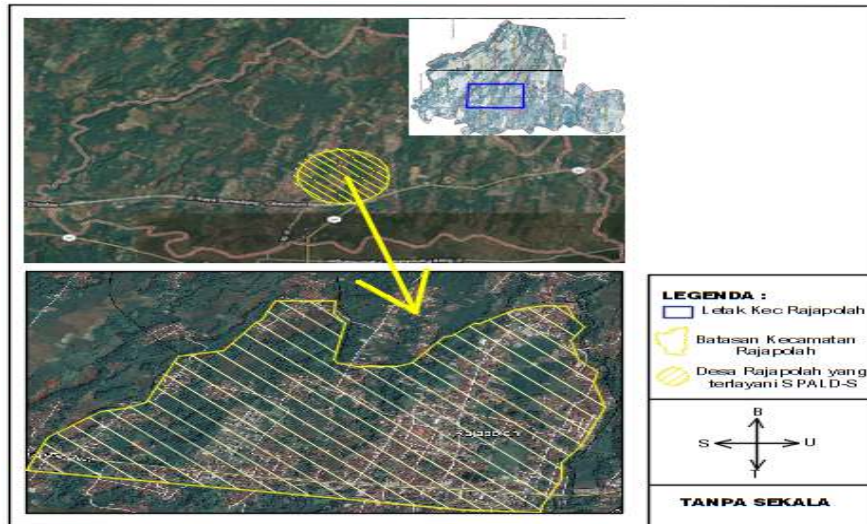 LEGENDA :
Letak Kec Rajapolah
Batasan Kecamatan
Rajapolah
Desa Rajapolah yang
terlayani SPALD-S
B
S U
T
TANPA SEKALA